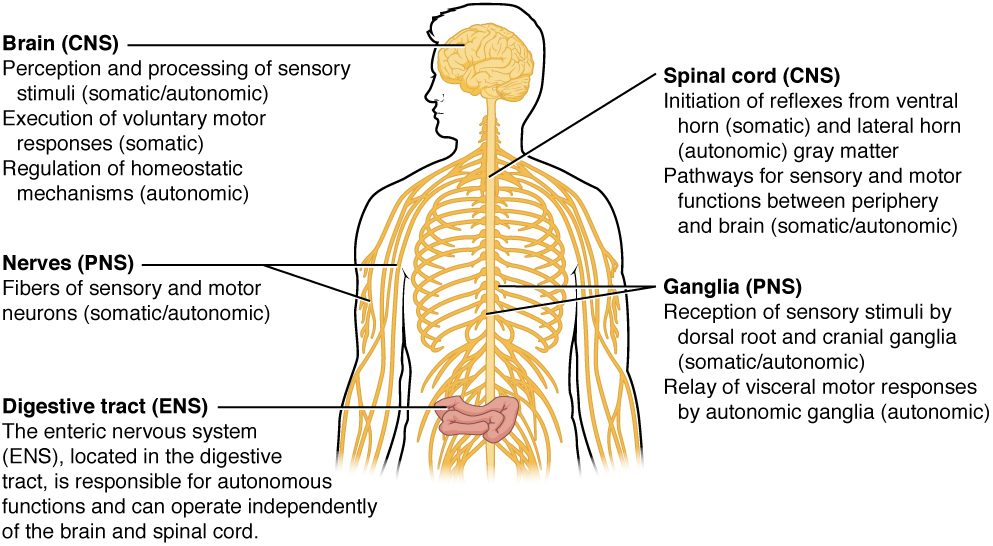 Brain (CNS)
Perception and processing of sensory
stimuli (somatic/autonomic)
Execution of voluntary motor
responses (somatic)
Regulation of homeostatic
mechanisms (autonomic)
Nerves (PNS)
Fibers of sensory and motor
neurons (somatic/autonomic)
Digestive tract (ENS)
The enteric nervous system
(ENS), located in the digestive
tract, is responsible for autonomous
functions and can operate independently
of the brain and spinal cord.
Spinal cord (CNS)
Initiation of reflexes from ventral
horn (somatic) and lateral horn
(autonomic) gray matter
Pathways for sensory and motor
functions between periphery
and brain (somatic/autonomic)
Ganglia (PNS)
Reception of sensory stimuli by
dorsal root and cranial ganglia
(somatic/autonomic)
Relay of visceral motor responses
by autonomic ganglia (autonomic)